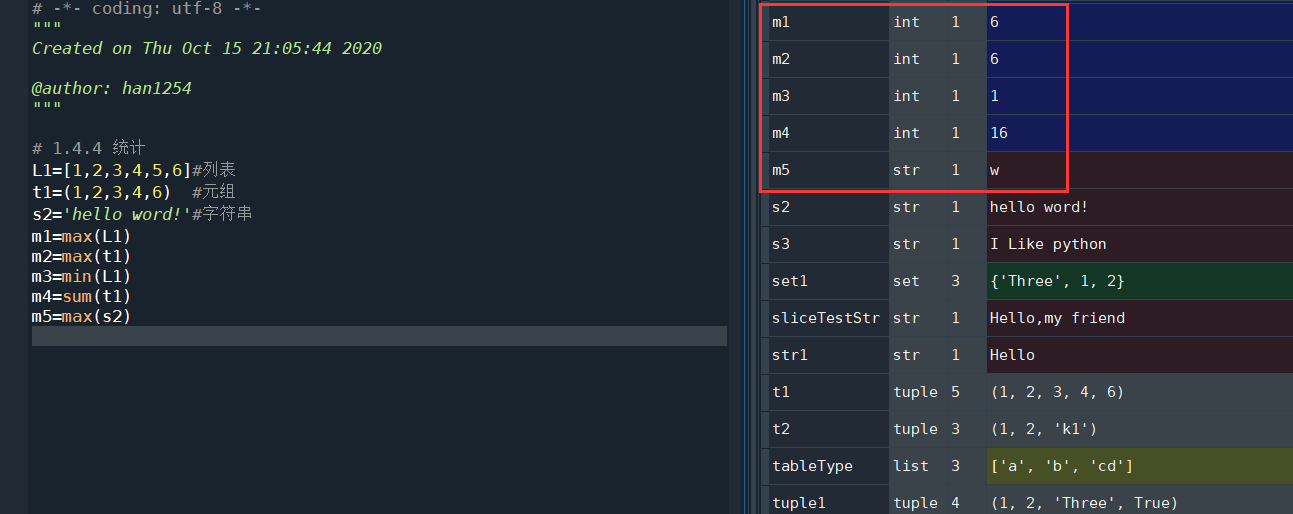 # -*- coding: utf-8 -*-
"""
Created on Thu Oct 15 21:05:44 2020
@author: han1254
"""
# 1.4.4 统计
L1=[1,2,3,4,5,6]#列表
t1=(1,2,3,4,6)  #元组
s2='hello word!'#字符串
m1=max(L1)
m2=max(t1)
m3=min(L1)
m4=sum(t1)
m5=max(s2)
m1 int 1 6
m2 int 1 6
m3 int 1 1
m4 int 1 16
m5 str 1 w
s2 str 1 hello word!
s3 str 1 I Like python
set1 set 3 {'Three', 1, 2}
sliceTestStr str 1 Hello,my friend
str1 str 1 Hello
t1 tuple 5 (1, 2, 3, 4, 6)
t2 tuple 3 (1, 2, 'k1')
tableType list 3 ['a', 'b', 'cd']
tuple1 tuple 4 (1, 2, 'Three', True)